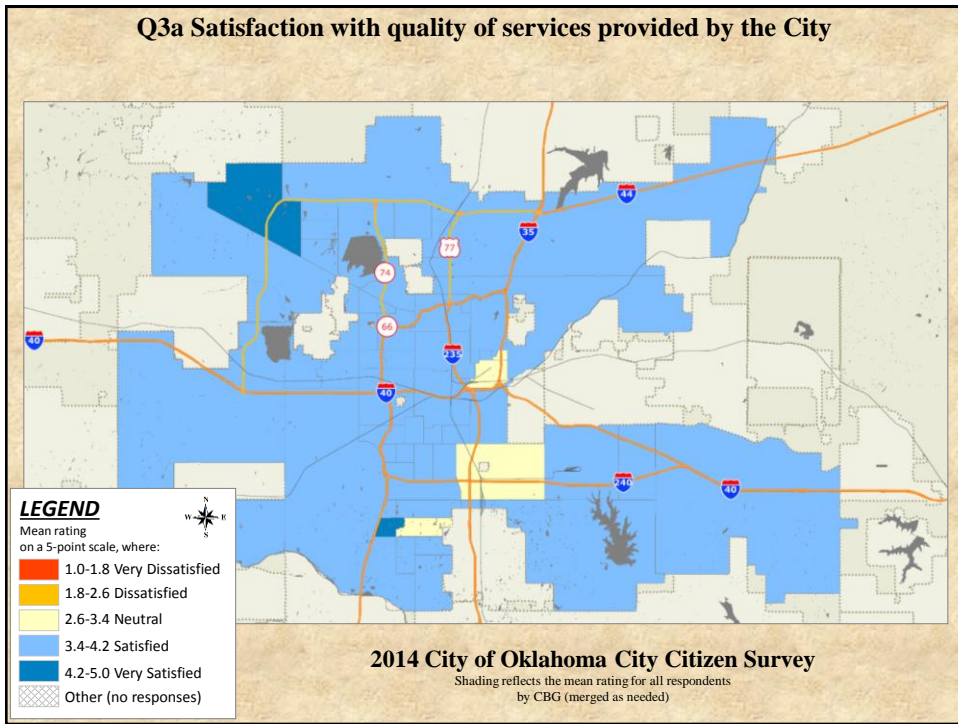 Q3a Satisfaction with quality of services provided by the City
44
35
77
74
66
40
235
40
240
40
LEGEND
N
W E
S
Mean rating
on a 5-point scale, where:
1.0-1.8 Very Dissatisfied
1.8-2.6 Dissatisfied
2.6-3.4 Neutral
3.4-4.2 Satisfied
4.2-5.0 Very Satisfied
Other (no responses)
2014 City of Oklahoma City Citizen Survey
Shading reflects the mean rating for all respondents
by CBG (merged as needed)